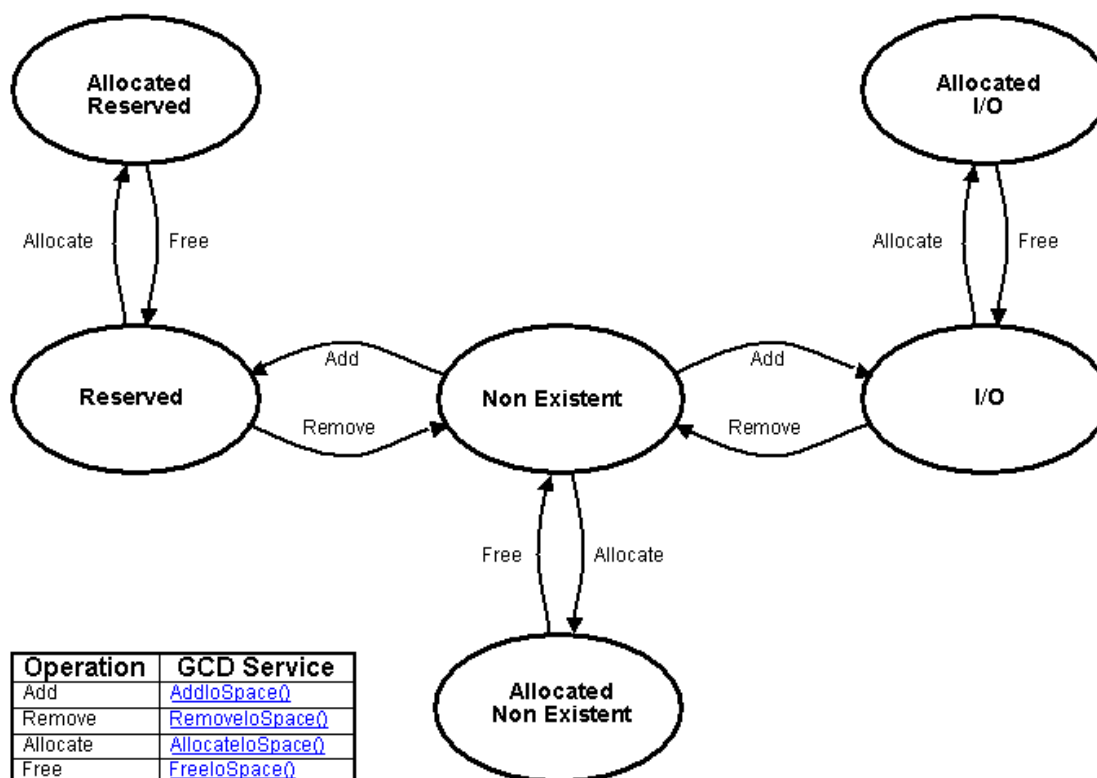 Allocated
Reserved
Allocated
I/O
Allocate
Free
Allocate
Free
Add
Add
Reserved
Non Existent
I/O
Remove
Remove
Free
Allocate
Allocated
Non Existent
Operation GCD Service
Add AddIoSpace()
Remove RemoveIoSpace()
Allocate AllocateIoSpace()
Free FreeIoSpace()